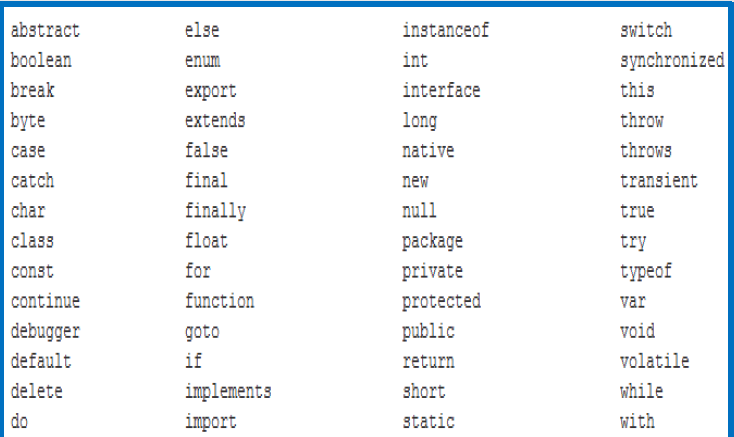 abstract else instanceof switch
boolean enum int synchronized
break export interface this
byte extends long throw
case false native throws
catch final new transient
char finally null true
class float package try
const for private typeof
continue function protected var
debugger goto public void
default if return volatile
delete implements short while
do import static with